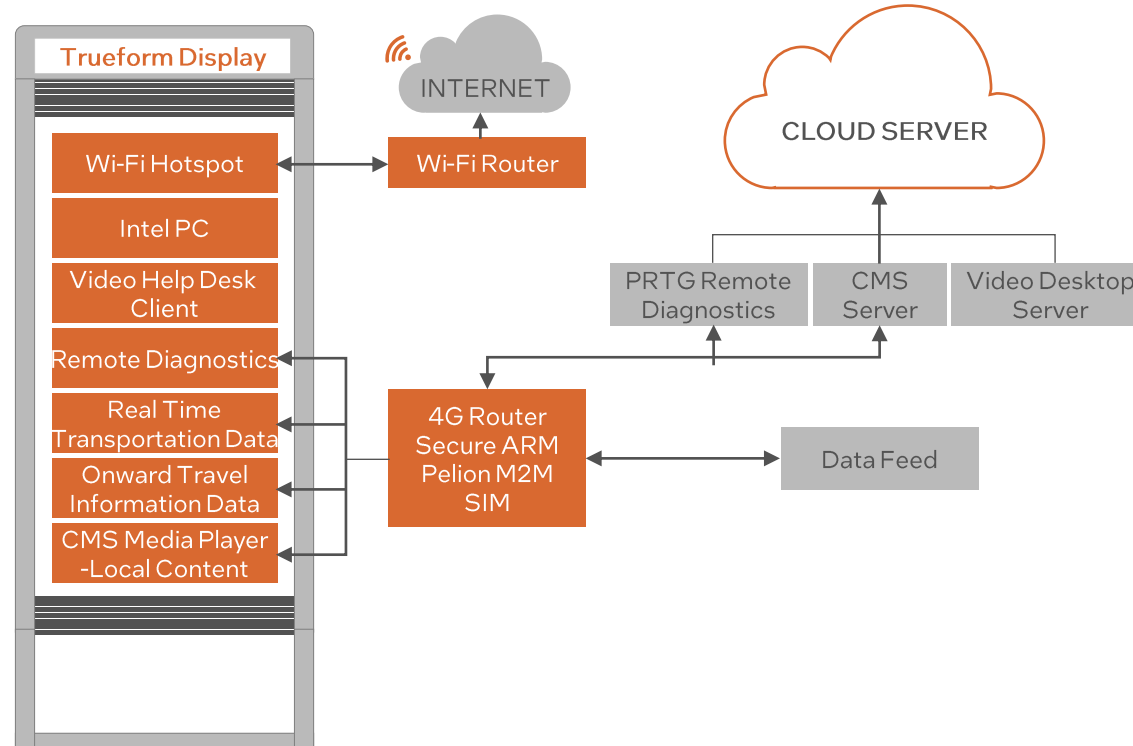 Trueform Display
Wi-Fi Hotspot
Intel PC
Video Help Desk
Client
Remote Diagnostics
Real Time
Transportation Data
Onward Travel
Information Data
CMS Media Player
-Local Content
INTERNET
Wi-Fi Router
CLOUD SERVER
PRTG Remote
Diagnostics
CMS
Server
Video Desktop
Server
4G Router
Secure ARM
Pelion M2M
SIM
Data Feed